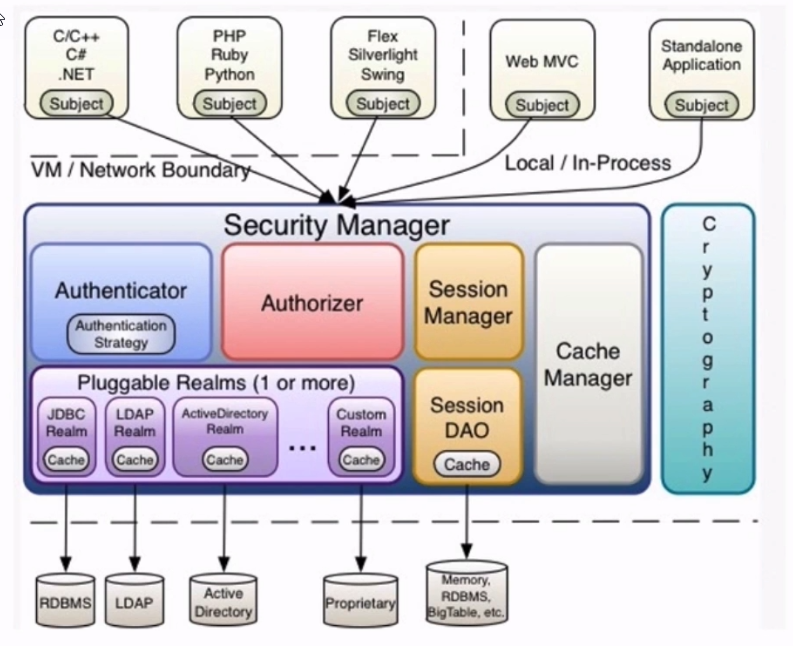 C/C++
C#
.NET
Subject
PHP
Ruby
Python
Subject
Flex
Silverlight
Swing
Subject
Web MVC
Subject
Standalone
Application
Subject
VM / Network Boundary
Local / In-Process
Security Manager
Authenticator
Authentication
Strategy
Authorizer
Session
Manager
Cache
Manager
Cryptography
Pluggable Realms (1 or more)
JDBC
Realm
Cache
LDAP
Realm
Cache
ActiveDirectory
Realm
Cache
...
Custom
Realm
Cache
Session
DAO
Cache
RDBMS
LDAP
Active
Directory
Proprietary
Memory,
RDBMS,
BigTable, etc.